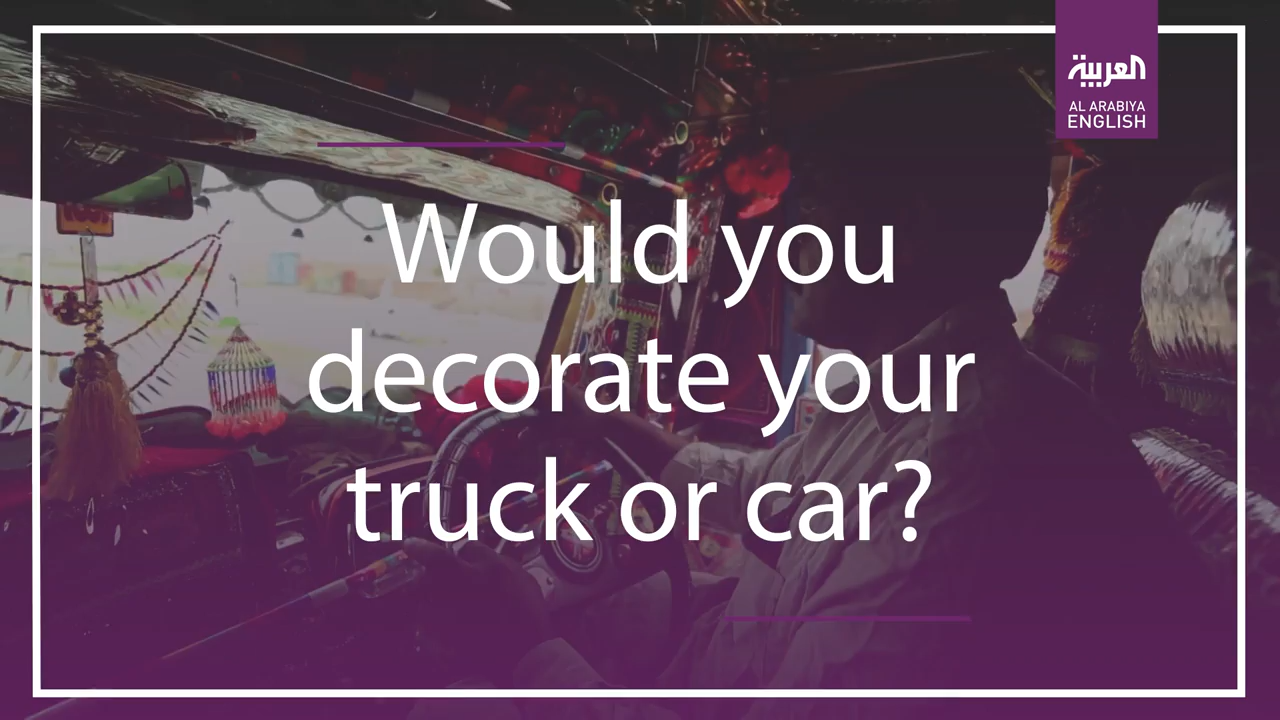 العربية
AL ARABIYA
ENGLISH
Would you
decorate your
truck or car?